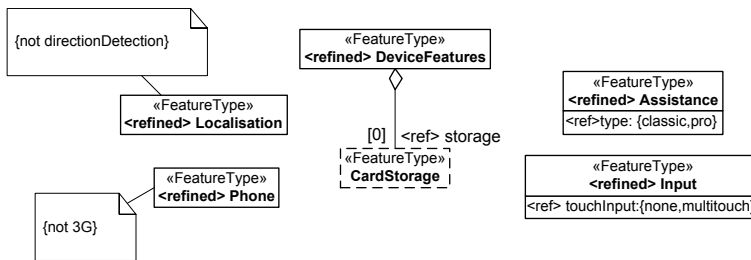 {not directionDetection}
«FeatureType»
<refined> Localisation
«FeatureType»
<refined> DeviceFeatures
[0] <ref> storage
«FeatureType»
CardStorage
«FeatureType»
<refined> Assistance
<ref>type: {classic,pro}
«FeatureType»
<refined> Input
<ref> touchInput:{none,multitouch}
«FeatureType»
<refined> Phone
{not 3G}